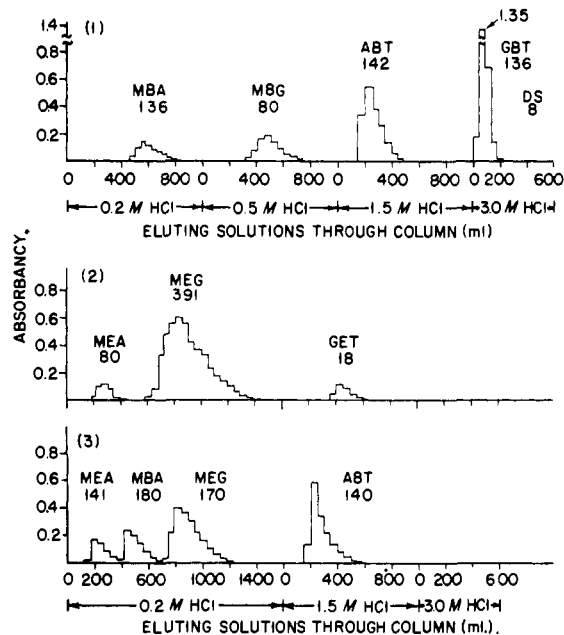 (1)
1.4
0.8
0.6
0.4
0.2
MBA
136
MBG
80
ABT
142
1.35
GBT
136
DS
8
0 400 800 0 400 800 0 400 800 0 200 600
0.2 M HCl 0.5 M HCl 1.5 M HCl 3.0 M HCl
ELUTING SOLUTIONS THROUGH COLUMN (ml)
ABSORBANCY.
(2)
0.8
0.6
0.4
0.2
MEA
80
MEG
391
GET
18
(3)
0.8
0.6
0.4
0.2
MEA
141
MBA
180
MEG
170
ABT
140
0 200 600 1000 1400 0 400 800 0 400 800
0.2 M HCl 1.5 M HCl 3.0 M HCl
ELUTING SOLUTIONS THROUGH COLUMN (ml.).